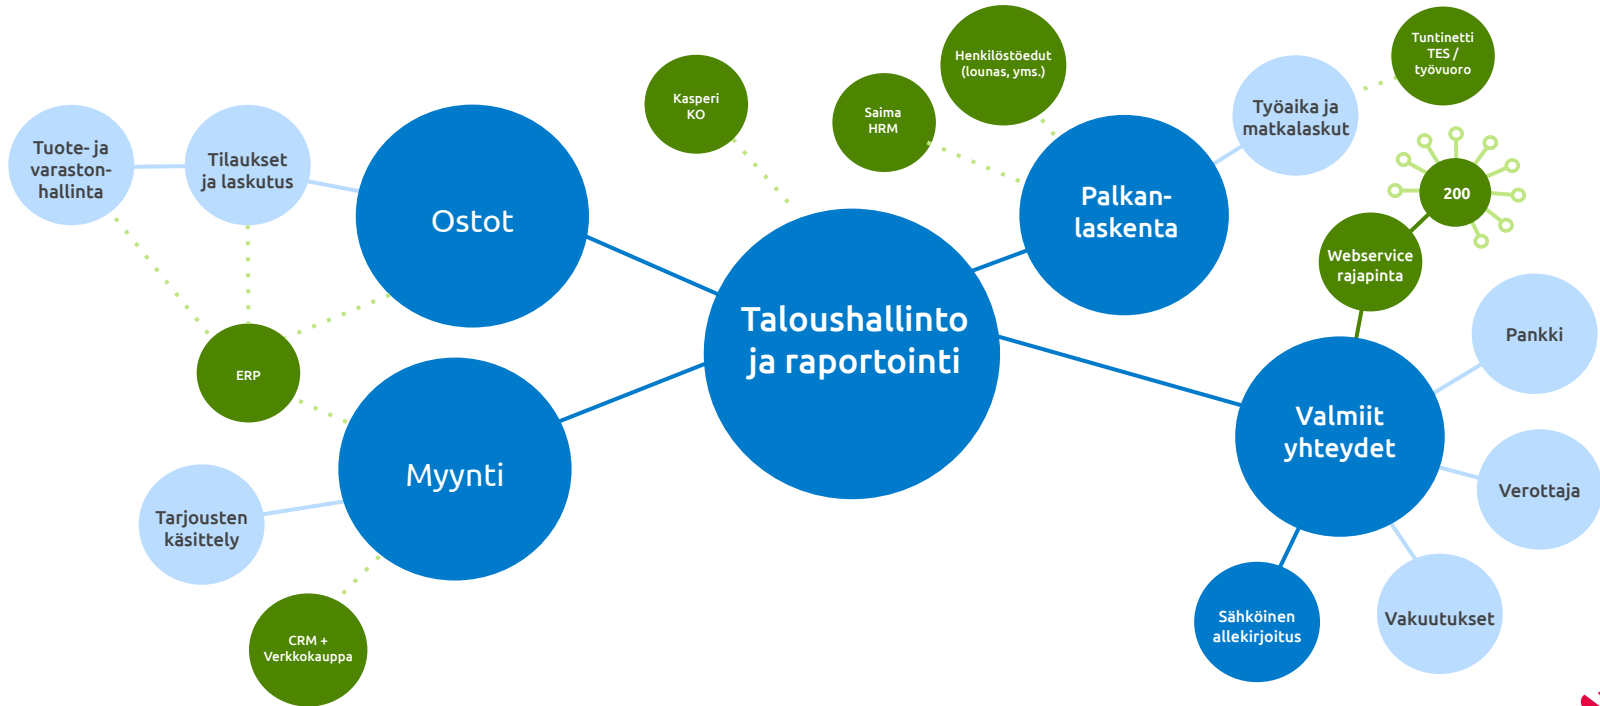 Tuote- ja
varaston-
hallinta
Tilaukset
ja laskutus
Ostot
ERP
Myynti
Tarjousten
käsittely
CRM +
Verkkokauppa
Kasperi
KO
Taloushallinto
ja raportointi
Saima
HRM
Henkilöstöedut
(lounas, yms.)
Palkan-
laskenta
Työaika ja
matkalaskut
Tuntinetti
TES /
työvuoro
200
Webservice
rajapinta
Valmiit
yhteydet
Pankki
Verottaja
Vakuutukset
Sähköinen
allekirjoitus